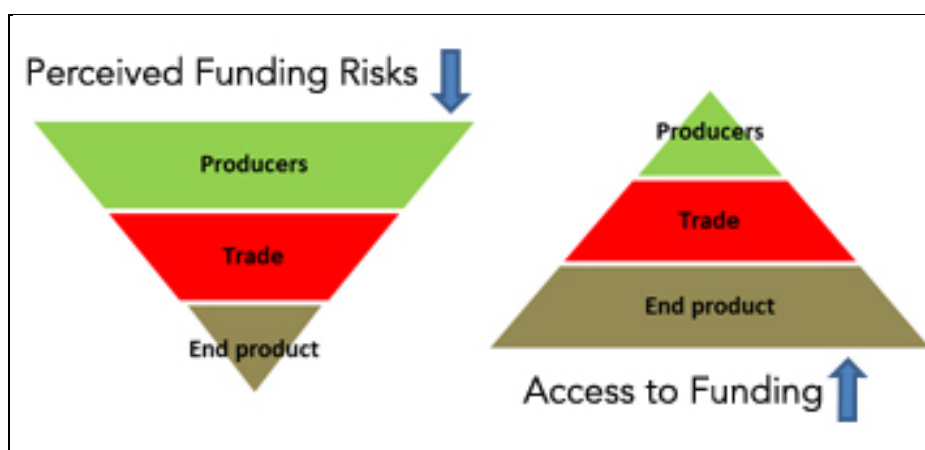 Perceived Funding Risks
Producers
Trade
End product
Producers
Trade
End product
Access to Funding